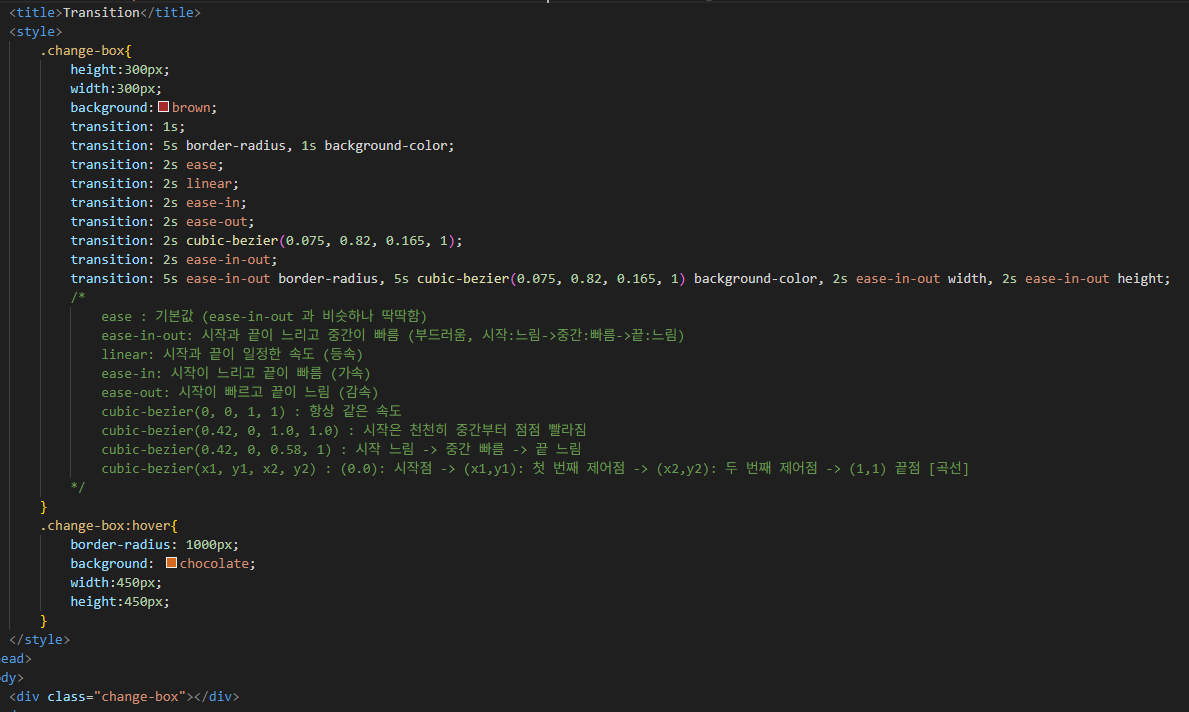 <title>Transition</title>
<style>
.change-box{
height:300px;
width:300px;
background:brown;
transition: 1s;
transition: 5s border-radius, 1s background-color;
transition: 2s ease;
transition: 2s linear;
transition: 2s ease-in;
transition: 2s ease-out;
transition: 2s cubic-bezier(0.075, 0.82, 0.165, 1);
transition: 2s ease-in-out;
transition: 5s ease-in-out border-radius, 5s cubic-bezier(0.075, 0.82, 0.165, 1) background-color, 2s ease-in-out width, 2s ease-in-out height;
/*
ease : 기본값 (ease-in-out 과 비슷하나 딱딱함)
ease-in-out: 시작과 끝이 느리고 중간이 빠름 (부드러움, 시작:느림->중간:빠름->끝:느림)
linear: 시작과 끝이 일정한 속도 (등속)
ease-in: 시작이 느리고 끝이 빠름 (가속)
ease-out: 시작이 빠르고 끝이 느림 (감속)
cubic-bezier(0, 0, 1, 1) : 항상 같은 속도
cubic-bezier(0.42, 0, 1.0, 1.0) : 시작은 천천히 중간부터 점점 빨라짐
cubic-bezier(0.42, 0, 0.58, 1) : 시작 느림 -> 중간 빠름 -> 끝 느림
cubic-bezier(x1, y1, x2, y2) : (0.0): 시작점 -> (x1,y1): 첫 번째 제어점 -> (x2,y2): 두 번째 제어점 -> (1,1) 끝점 [곡선]
*/
}
.change-box:hover{
border-radius: 1000px;
background: chocolate;
width:450px;
height:450px;
}
</style>
ead>
dy>
<div class="change-box"></div>